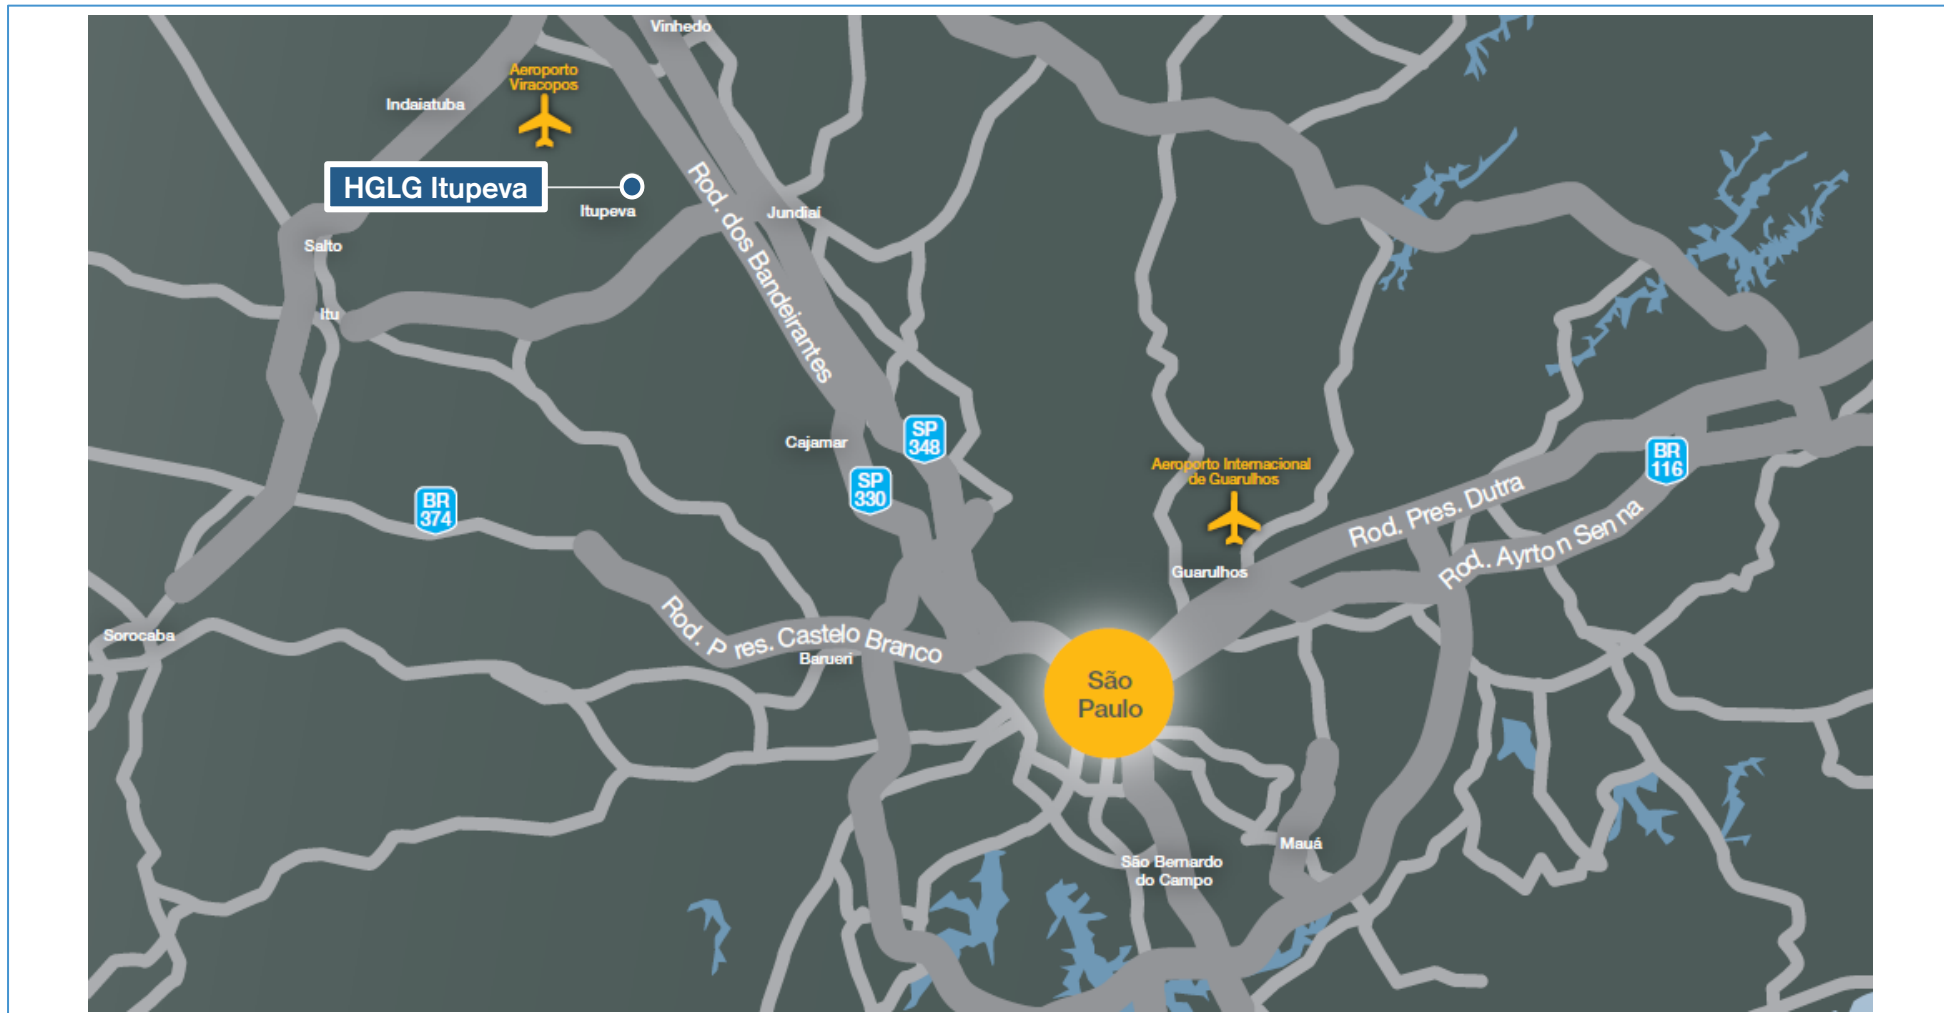 Vinhedo
Aeroporto
Viracopos
Indaiatuba
HGLG Itupeva
Itupeva
Jundiaí
Rod. dos Bandeirantes
Salto
Itu
Cajamar
SP
348
SP
330
BR
374
Aeroporto Internacional
de Guarulhos
BR
116
Rod. Pres. Dutra
Rod. Ayrton Senna
Guarulhos
Sorocaba
Rod. Pres. Castelo Branco
Barueri
São
Paulo
Mauá
São Bernardo
do Campo